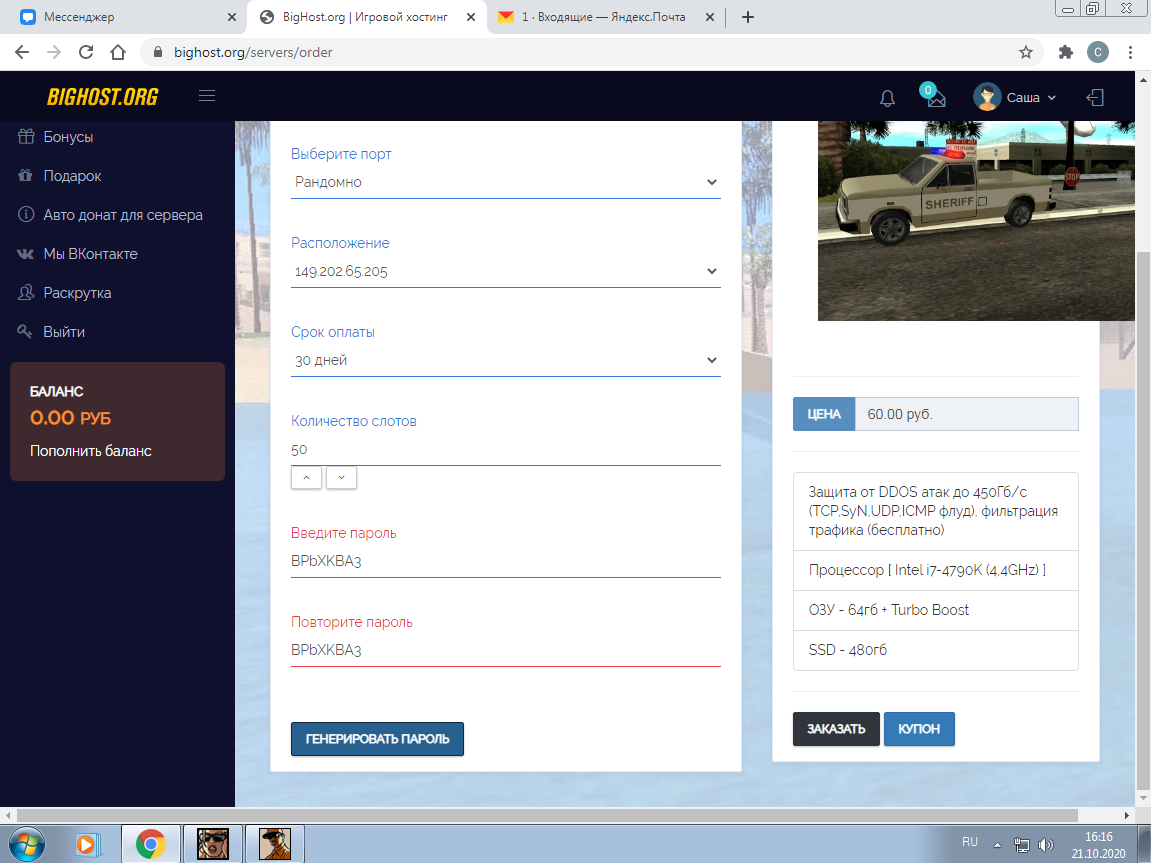 Мессенджер
BigHost.org | Игровой хостинг
1 · Входящие — Яндекс.Почта
bighost.org/servers/order
С
BIGHOST.ORG
0
Саша
Бонусы
Подарок
Авто донат для сервера
Мы ВКонтакте
Раскрутка
Выйти
БАЛАНС
0.00 РУБ
Пополнить баланс
Выберите порт
Рандомно
Расположение
149.202.65.205
Срок оплаты
30 дней
Количество слотов
50
Введите пароль
BPbXKBA3
Повторите пароль
BPbXKBA3
ГЕНЕРИРОВАТЬ ПАРОЛЬ
STOP
SHERIFF
ЦЕНА
60.00 руб.
Защита от DDOS атак до 450Гб/с
(TCP,SyN,UDP,ICMP флуд), фильтрация
трафика (бесплатно)
Процессор [ Intel i7-4790K (4.4GHz) ]
ОЗУ - 64гб + Turbo Boost
SSD - 480гб
ЗАКАЗАТЬ
КУПОН
RU
16:16
21.10.2020